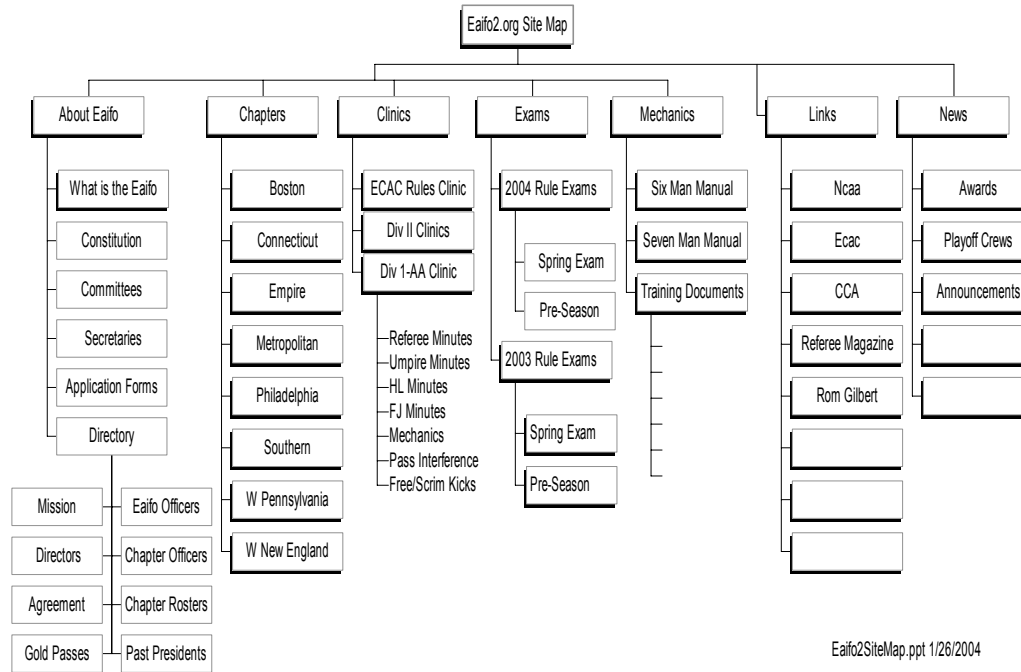 Eaifo2.org Site Map
About Eaifo
Chapters
Clinics
Exams
Mechanics
Links
News
What is the Eaifo
Constitution
Committees
Secretaries
Application Forms
Directory
Mission
Eaifo Officers
Directors
Chapter Officers
Agreement
Chapter Rosters
Gold Passes
Past Presidents
Boston
Connecticut
Empire
Metropolitan
Philadelphia
Southern
W Pennsylvania
W New England
ECAC Rules Clinic
Div II Clinics
Div 1-AA Clinic
Referee Minutes
Umpire Minutes
HL Minutes
FJ Minutes
Mechanics
Pass Interference
Free/Scrim Kicks
2004 Rule Exams
Spring Exam
Pre-Season
2003 Rule Exams
Spring Exam
Pre-Season
Six Man Manual
Seven Man Manual
Training Documents
Ncaa
Ecac
CCA
Referee Magazine
Rom Gilbert
Awards
Playoff Crews
Announcements
Eaifo2SiteMap.ppt 1/26/2004